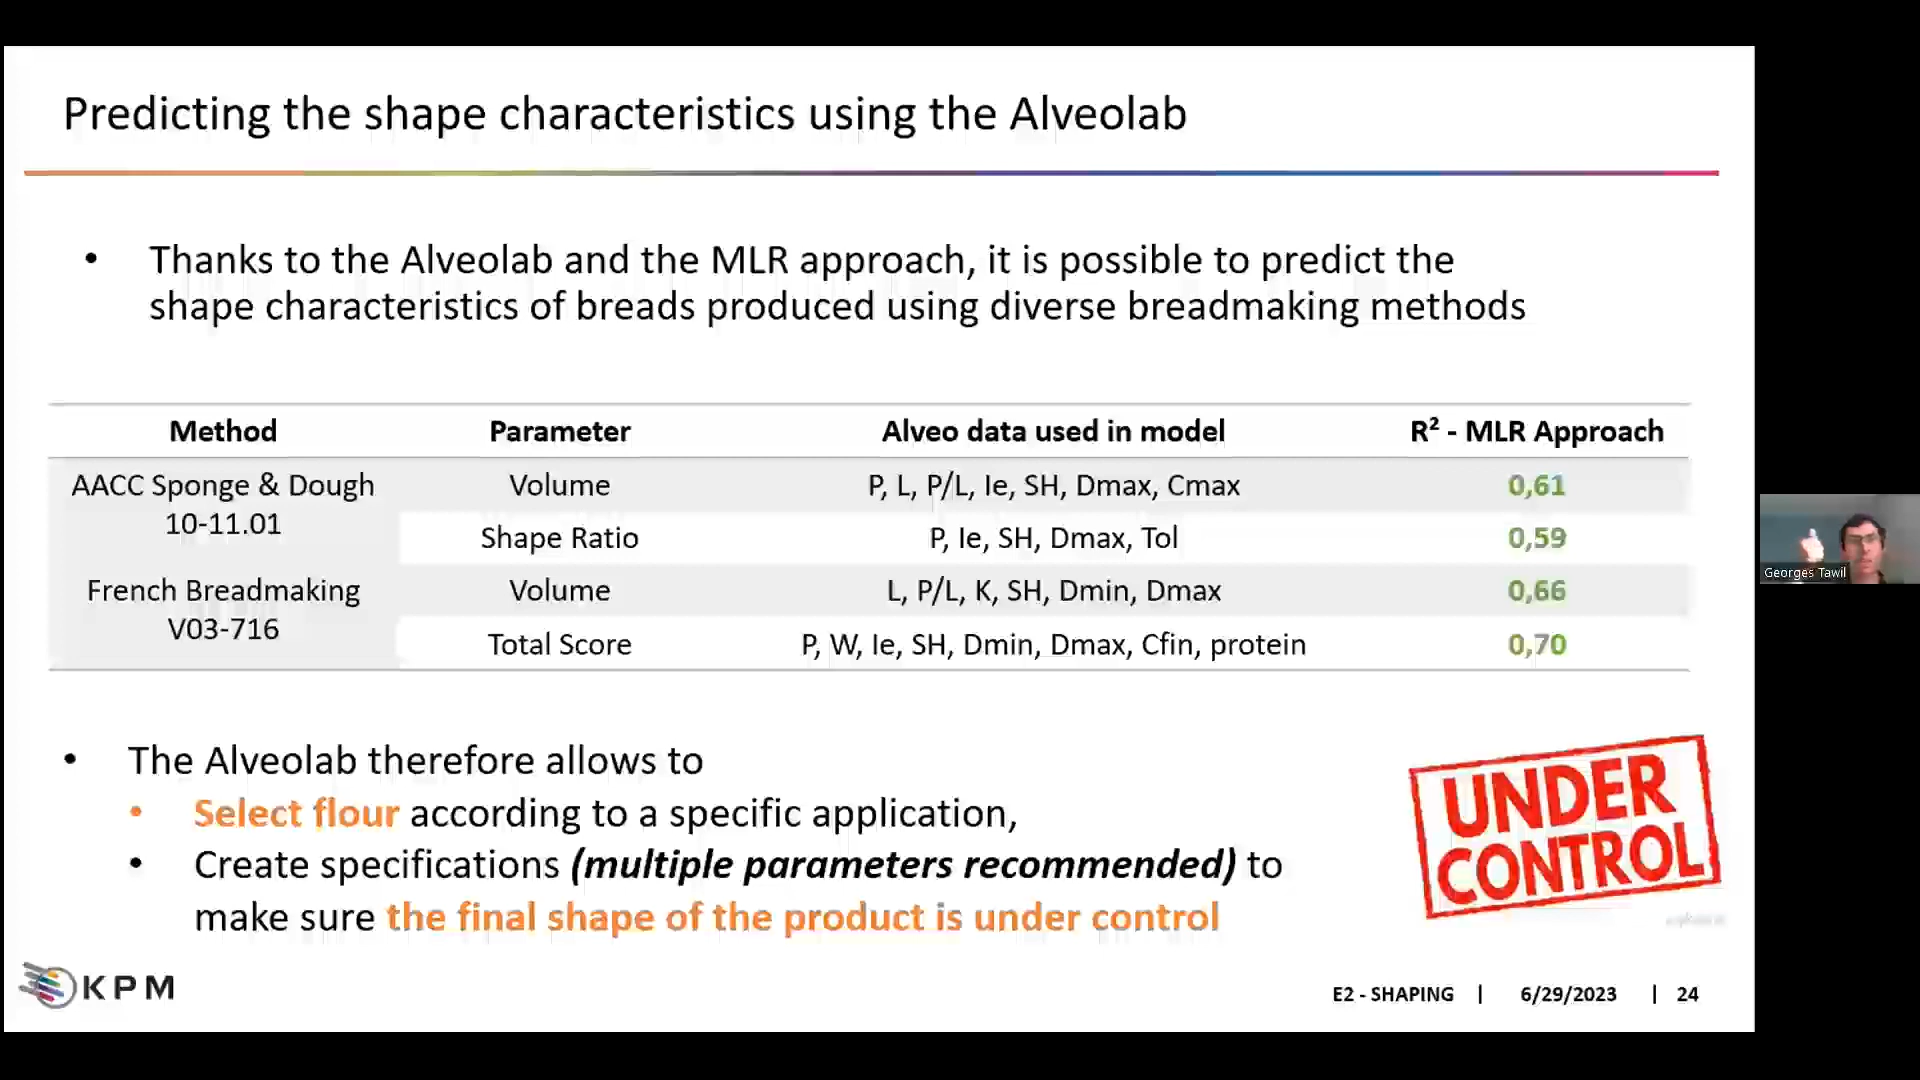 Predicting the shape characteristics using the Alveolab
• Thanks to the Alveolab and the MLR approach, it is possible to predict the
shape characteristics of breads produced using diverse breadmaking methods
Method Parameter Alveo data used in model R² - MLR Approach
AACC Sponge & Dough
10-11.01
Volume P, L, P/L, Ie, SH, Dmax, Cmax 0,61
Shape Ratio P, Ie, SH, Dmax, Tol 0,59
French Breadmaking
V03-716
Volume L, P/L, K, SH, Dmin, Dmax 0,66
Total Score P, W, Ie, SH, Dmin, Dmax, Cfin, protein 0,70
• The Alveolab therefore allows to
• Select flour according to a specific application,
• Create specifications (multiple parameters recommended) to
make sure the final shape of the product is under control
UNDER
CONTROL
KPM
E2 - SHAPING | 6/29/2023 | 24
Georges Tawil